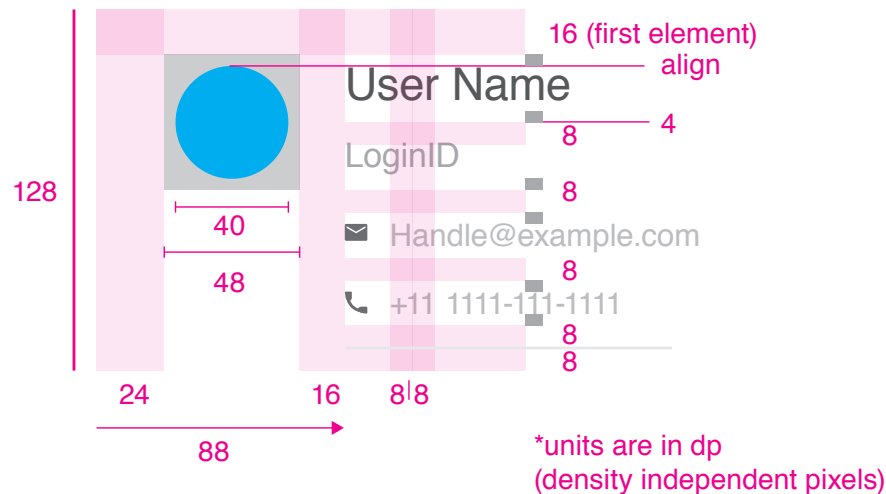 16 (first element)
align
User Name
4
8
LoginID
128
8
40
Handle@example.com
8
48
+11 1111-111-1111
8
8
24
16
8
8
88
*units are in dp
(density independent pixels)